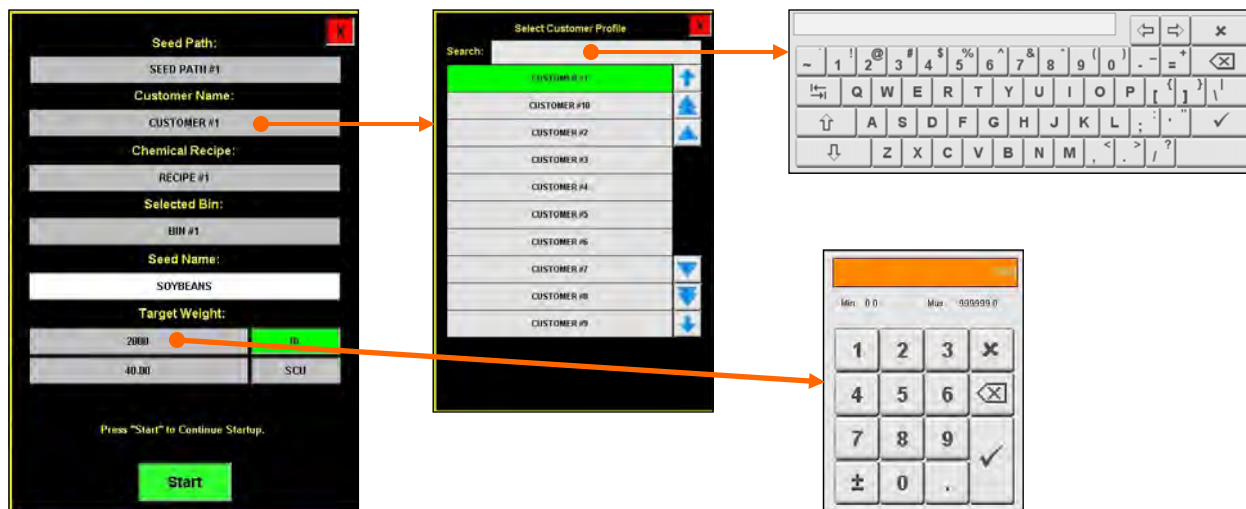 X
Seed Path:
SEED PATH #1
Customer Name:
CUSTOMER #1
Chemical Recipe:
RECIPE #1
Selected Bin:
BIN #1
Seed Name:
SOYBEANS
Target Weight:
2000 lb
40.00 SCU
Press "Start" to Continue Startup.
Start
Select Customer Profile X
Search:
CUSTOMER #1
CUSTOMER #10
CUSTOMER #2
CUSTOMER #3
CUSTOMER #4
CUSTOMER #5
CUSTOMER #6
CUSTOMER #7
CUSTOMER #8
CUSTOMER #9
~ ` 1 ! 2 @ 3 # 4 $ 5 % 6 ^ 7 & 8 * 9 ( 0 ) - _ = +
Q W E R T Y U I O P [ { ] } \ |
A S D F G H J K L ; : ' "
Z X C V B N M , < . > / ?
Min: 0.0 Max: 999999.0
1 2 3
4 5 6
7 8 9
± 0 .